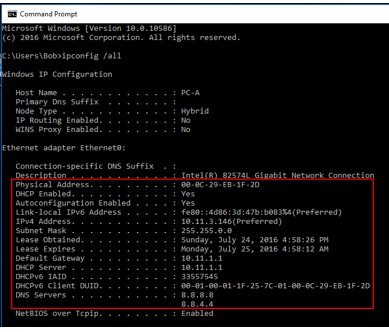 Command Prompt
Microsoft Windows [Version 10.0.10586]
(c) 2016 Microsoft Corporation. All rights reserved.
C:\Users\Bob>ipconfig /all
Windows IP Configuration
Host Name . . . . . . . . . . . . : PC-A
Primary Dns Suffix . . . . . . . :
Node Type . . . . . . . . . . . . : Hybrid
IP Routing Enabled. . . . . . . . : No
WINS Proxy Enabled. . . . . . . . : No
Ethernet adapter Ethernet0:
Connection-specific DNS Suffix . :
Description . . . . . . . . . . . : Intel(R) 82574L Gigabit Network Connection
Physical Address. . . . . . . . . : 00-0C-29-EB-1F-2D
DHCP Enabled. . . . . . . . . . . : Yes
Autoconfiguration Enabled . . . . : Yes
Link-local IPv6 Address . . . . . : fe80::4d86:3d:47b:b083%4(Preferred)
IPv4 Address. . . . . . . . . . . : 10.11.3.146(Preferred)
Subnet Mask . . . . . . . . . . . : 255.255.0.0
Lease Obtained. . . . . . . . . . : Sunday, July 24, 2016 4:58:26 PM
Lease Expires . . . . . . . . . . : Monday, July 25, 2016 4:58:12 AM
Default Gateway . . . . . . . . . : 10.11.1.1
DHCP Server . . . . . . . . . . . : 10.11.1.1
DHCPv6 IAID . . . . . . . . . . . : 33557545
DHCPv6 Client DUID. . . . . . . . : 00-01-00-01-1F-25-7C-01-00-0C-29-EB-1F-2D
DNS Servers . . . . . . . . . . . : 8.8.8.8
8.8.4.4
NetBIOS over Tcpip. . . . . . . . : Enabled